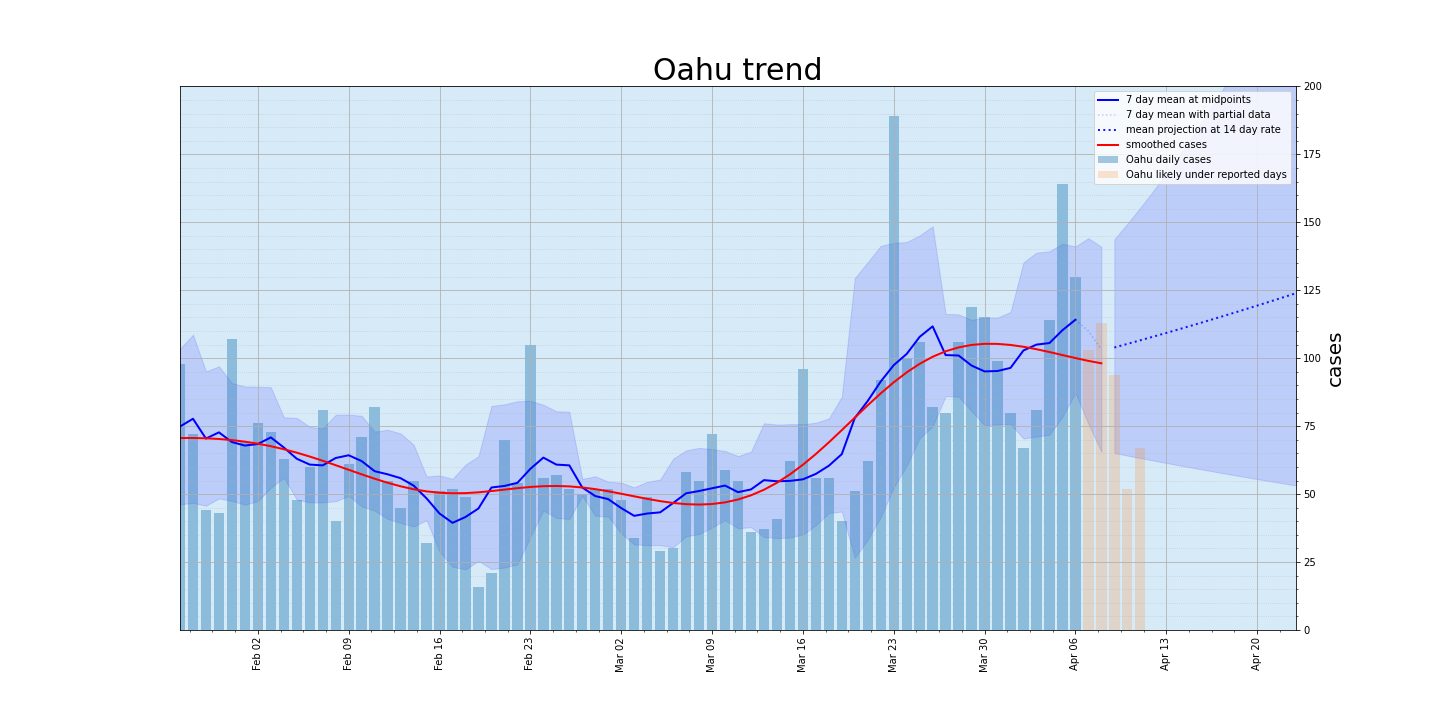 Oahu trend
7 day mean at midpoints
7 day mean with partial data
mean projection at 14 day rate
smoothed cases
Oahu daily cases
Oahu likely under reported days
200
175
150
125
100
75
50
25
0
cases
Feb 02
Feb 09
Feb 16
Feb 23
Mar 02
Mar 09
Mar 16
Mar 23
Mar 30
Apr 06
Apr 13
Apr 20